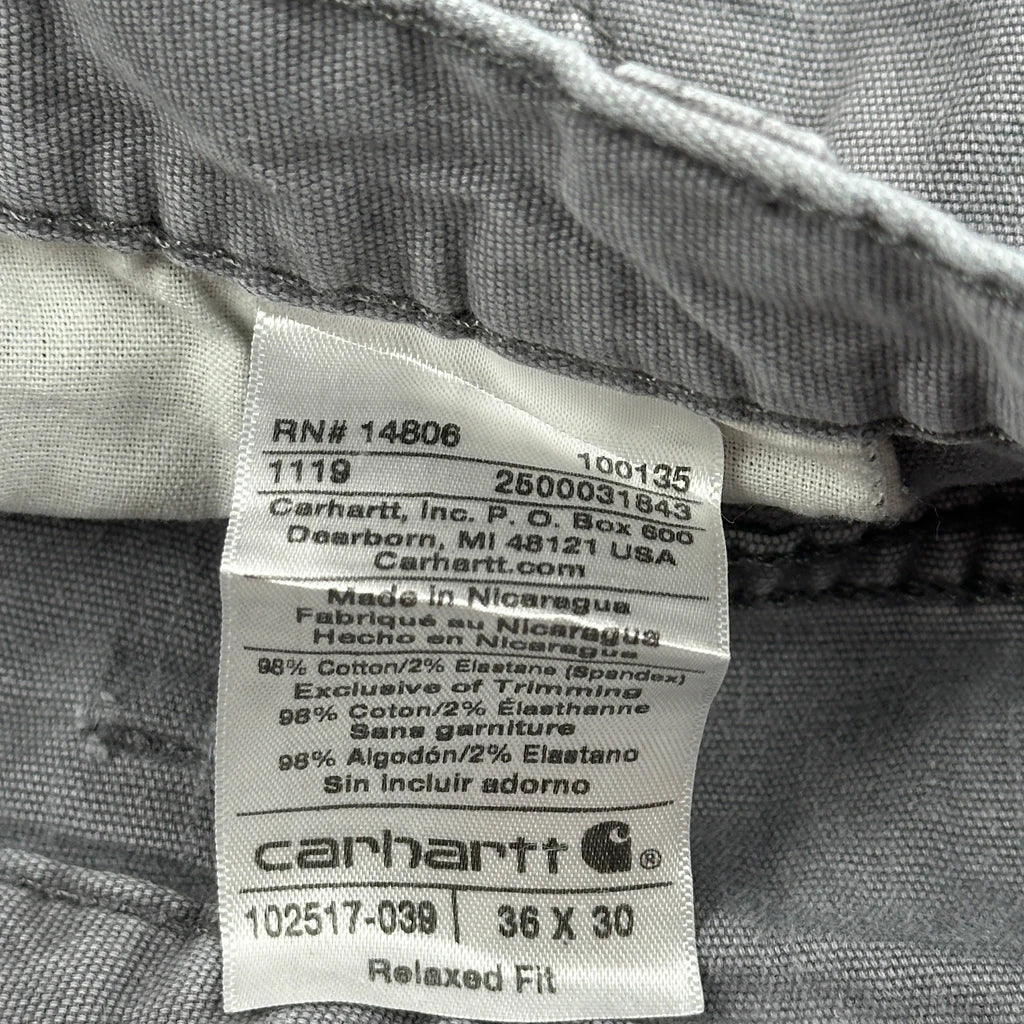 RN# 14806
100135
1119 2500031843
Carhartt, Inc. P. O. Box 600
Dearborn, MI 48121 USA
Carhartt.com
Made in Nicaragua
Fabriqué au Nicaragua
Hecho en Nicaragua
98% Cotton/2% Elastane (Spandex)
Exclusive of Trimming
98% Coton/2% Élasthanne
Sans garniture
98% Algodón/2% Elastano
Sin incluir adorno
carhartt ®
102517-039 36 X 30
Relaxed Fit